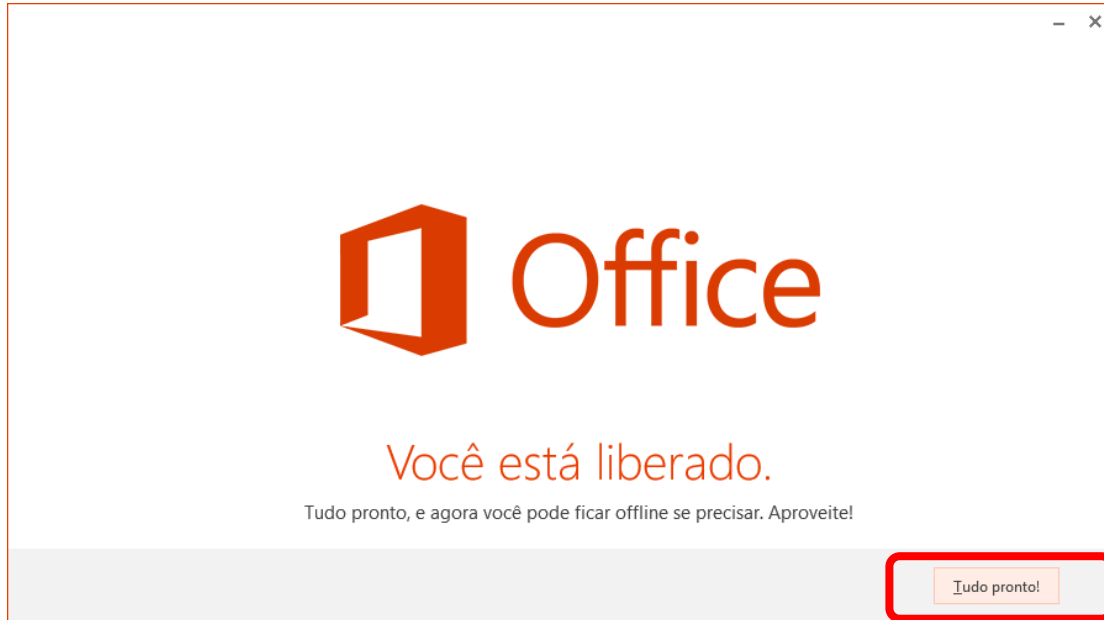 Office
Você está liberado.
Tudo pronto, e agora você pode ficar offline se precisar. Aproveite!
Tudo pronto!